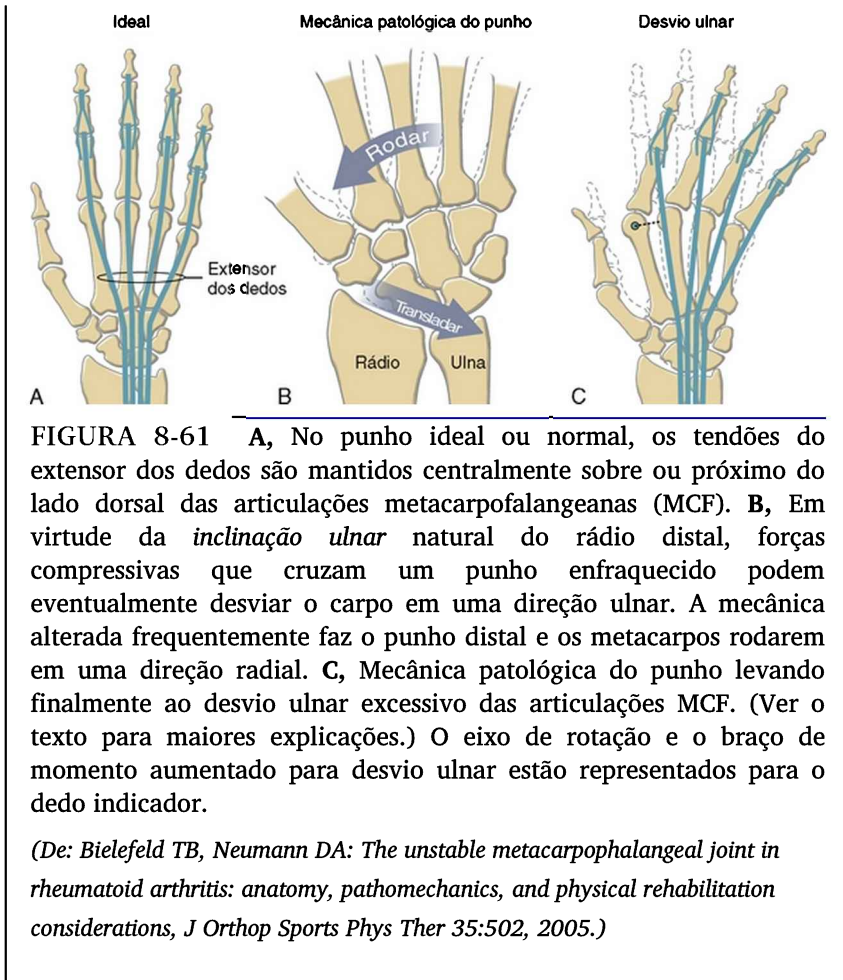 Ideal
Mecânica patológica do punho
Desvio ulnar
Rodar
Extensor
dos dedos
Transladar
Rádio
Ulna
A
B
C
FIGURA 8-61 A, No punho ideal ou normal, os tendões do
extensor dos dedos são mantidos centralmente sobre ou próximo do
lado dorsal das articulações metacarpofalangeanas (MCF). B, Em
virtude da inclinação ulnar natural do rádio distal, forças
compressivas que cruzam um punho enfraquecido podem
eventualmente desviar o carpo em uma direção ulnar. A mecânica
alterada frequentemente faz o punho distal e os metacarpos rodarem
em uma direção radial. C, Mecânica patológica do punho levando
finalmente ao desvio ulnar excessivo das articulações MCF. (Ver o
texto para maiores explicações.) O eixo de rotação e o braço de
momento aumentado para desvio ulnar estão representados para o
dedo indicador.
(De: Bielefeld TB, Neumann DA: The unstable metacarpophalangeal joint in
rheumatoid arthritis: anatomy, pathomechanics, and physical rehabilitation
considerations, J Orthop Sports Phys Ther 35:502, 2005.)